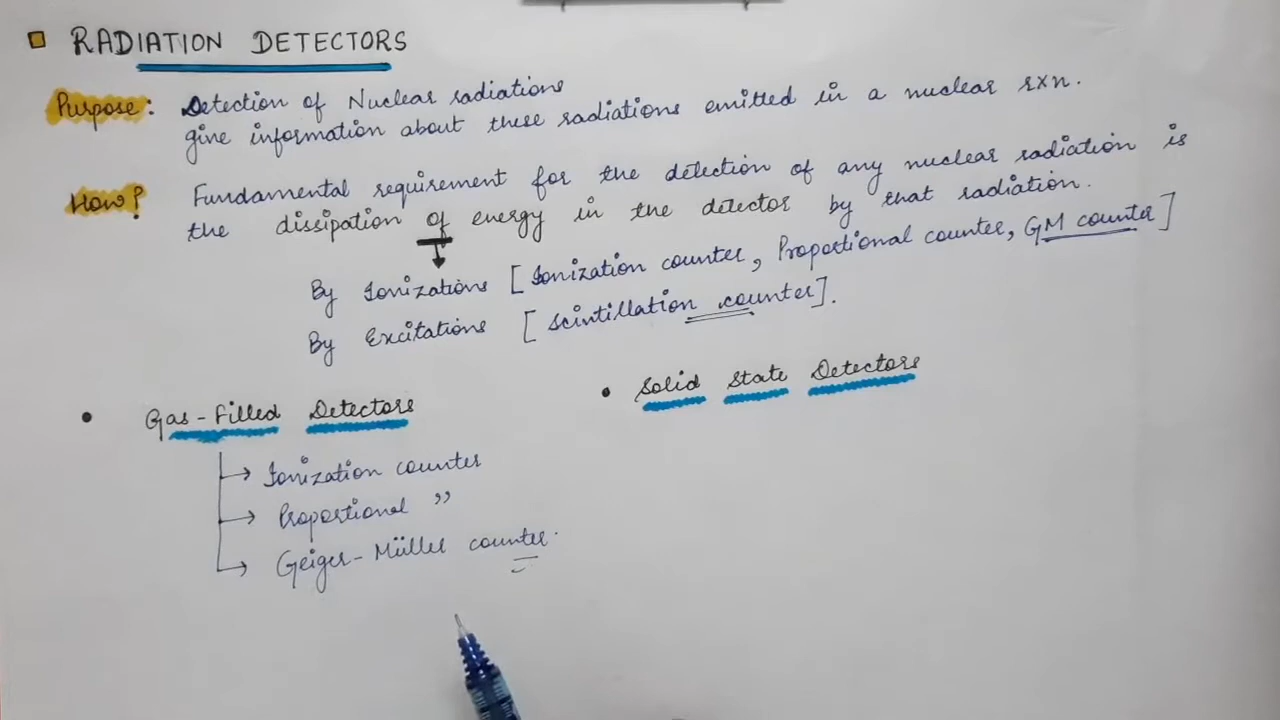 RADIATION DETECTORS
Purpose: Detection of Nuclear radiations
give information about these radiations emitted in a nuclear rxn.
How? Fundamental requirement for the detection of any nuclear radiation is
the dissipation of energy in the detector by that radiation.
By Ionizations [Ionization counter, Proportional counter, GM counter]
By Excitations [Scintillation counter].
• Gas-filled Detectors
• Solid State Detectors
→ Ionization counter
→ Proportional "
→ Geiger-Müller counter.